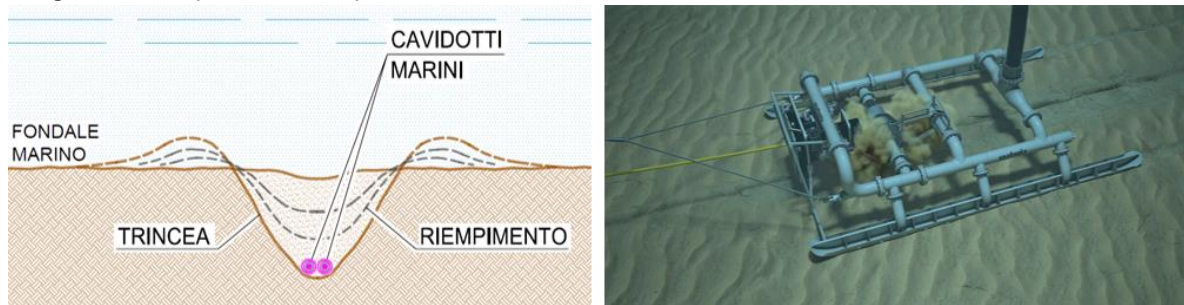 CAVIDOTTI
MARINI
FONDALE
MARINO
TRINCEA
RIEMPIMENTO